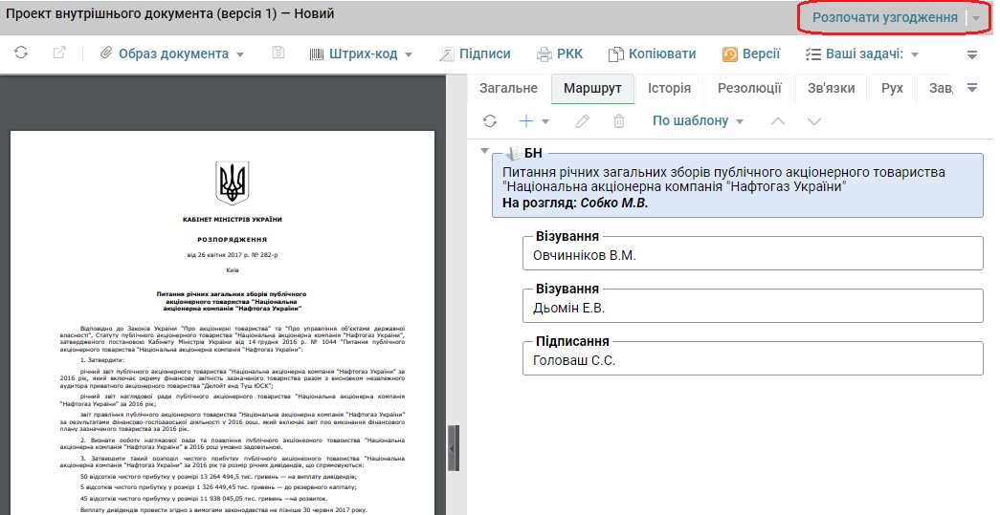 Проект внутрішнього документа (версія 1) — Новий
Розпочати узгодження
Образ документа
Штрих-код
Підписи
РКК
Копіювати
Версії
Ваші задачі:
Загальне
Маршрут
Історія
Резолюції
Зв'язки
Рух
Завд
По шаблону
КАБІНЕТ МІНІСТРІВ УКРАЇНИ
РОЗПОРЯДЖЕННЯ
від 26 квітня 2017 р. № 282-р
Київ
Питання річних загальних зборів публічного
акціонерного товариства “Національна
акціонерна компанія “Нафтогаз України”
Відповідно до Законів України “Про акціонерні товариства” та “Про управління об’єктами державної
власності”, Статуту публічного акціонерного товариства “Національна акціонерна компанія “Нафтогаз України”,
затвердженого постановою Кабінету Міністрів України від 14 грудня 2016 р. № 1044 “Питання публічного
акціонерного товариства “Національна акціонерна компанія “Нафтогаз України”:
1. Затвердити:
річний звіт публічного акціонерного товариства “Національна акціонерна компанія “Нафтогаз України” за
2016 рік, який включає окрему фінансову звітність зазначеного товариства разом з висновком незалежного
аудитора приватного акціонерного товариства “Делойт енд Туш ЮСК”;
річний звіт наглядової ради публічного акціонерного товариства “Національна акціонерна компанія
“Нафтогаз України” за 2016 рік;
звіт правління публічного акціонерного товариства “Національна акціонерна компанія “Нафтогаз України”
за результатами фінансово-господарської діяльності у 2016 році, який включає звіт про виконання фінансового
плану зазначеного товариства за 2016 рік.
2. Визнати роботу наглядової ради та правління публічного акціонерного товариства “Національна
акціонерна компанія “Нафтогаз України” в 2016 році умовно задовільною.
3. Затвердити такий розподіл чистого прибутку публічного акціонерного товариства “Національна
акціонерна компанія “Нафтогаз України” за 2016 рік та розмір річних дивідендів, що спрямовуються:
50 відсотків чистого прибутку у розмірі 13 264 494,5 тис. гривень — на виплату дивідендів;
5 відсотків чистого прибутку у розмірі 1 326 449,45 тис. гривень — до резервного капіталу;
45 відсотків чистого прибутку у розмірі 11 938 045,05 тис. гривень —на розвиток.
Виплату дивідендів провести згідно з вимогами законодавства не пізніше 30 червня 2017 року.
БН
Питання річних загальних зборів публічного акціонерного товариства
"Національна акціонерна компанія "Нафтогаз України"
На розгляд: Собко М.В.
Візування
Овчинніков В.М.
Візування
Дьомін Е.В.
Підписання
Головаш С.С.